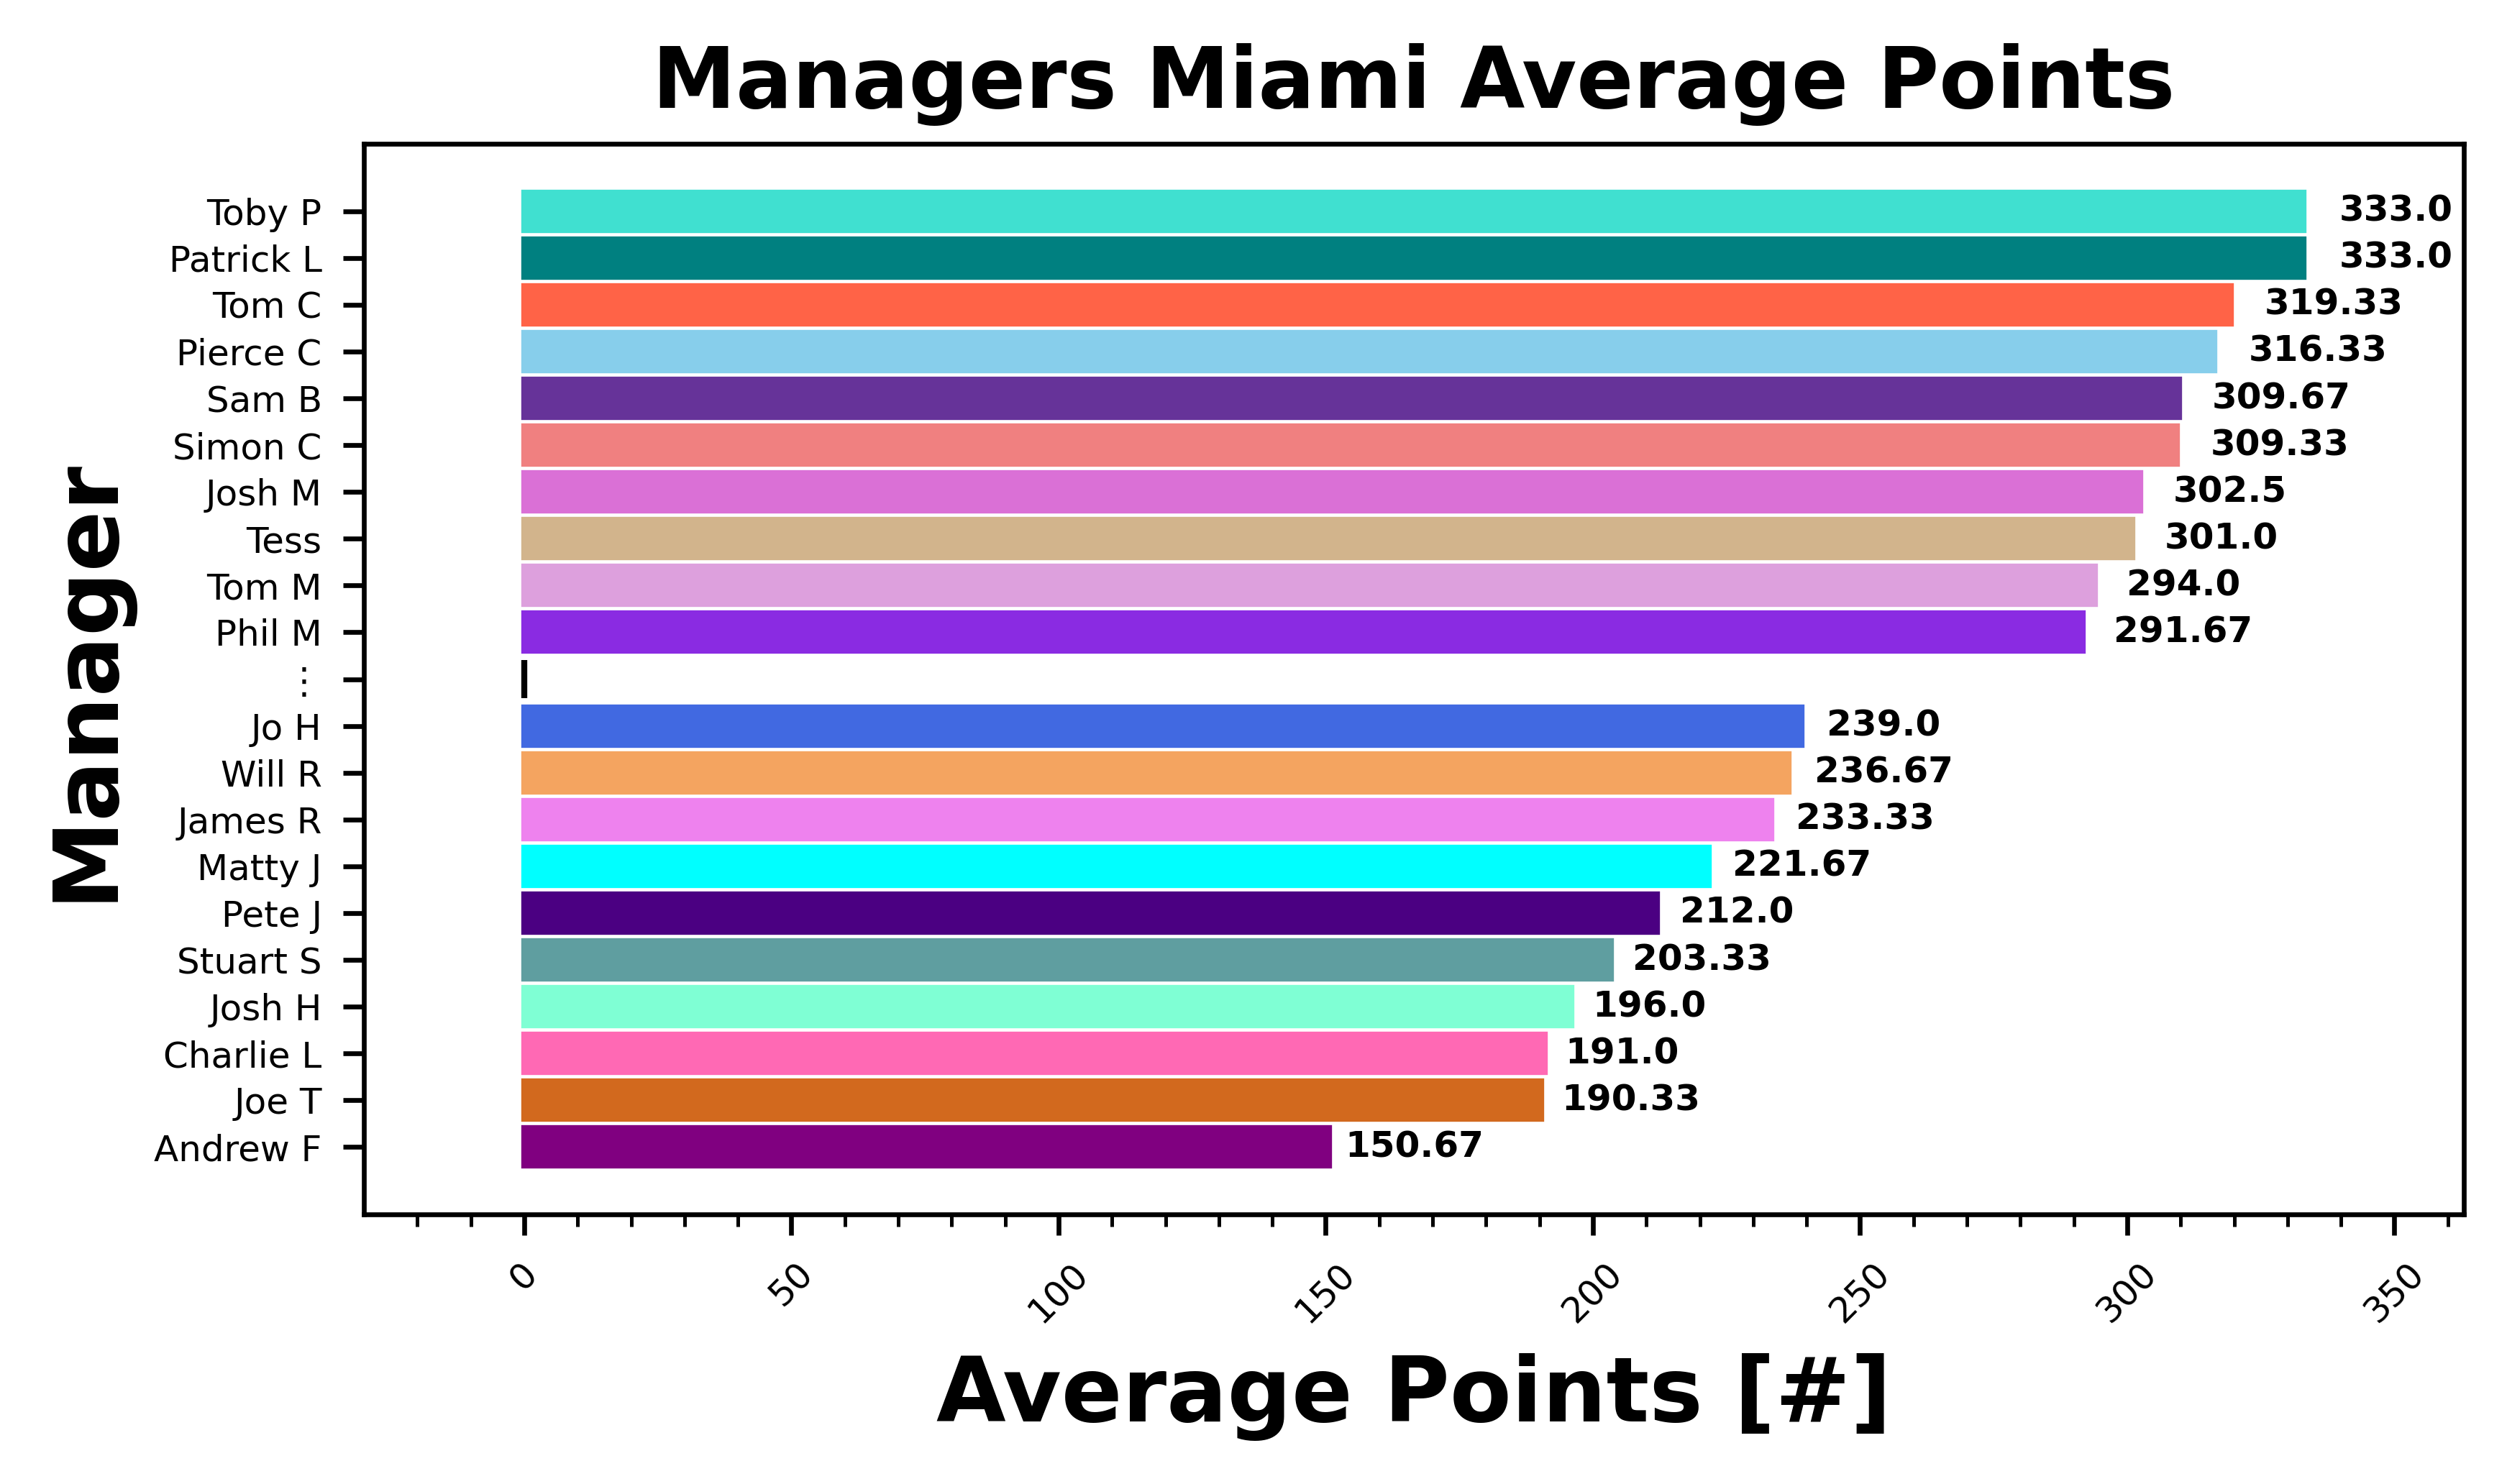 Managers Miami Average Points
Manager
Toby P 333.0
Patrick L 333.0
Tom C 319.33
Pierce C 316.33
Sam B 309.67
Simon C 309.33
Josh M 302.5
Tess 301.0
Tom M 294.0
Phil M 291.67
⋮
Jo H 239.0
Will R 236.67
James R 233.33
Matty J 221.67
Pete J 212.0
Stuart S 203.33
Josh H 196.0
Charlie L 191.0
Joe T 190.33
Andrew F 150.67
0 50 100 150 200 250 300 350
Average Points [#]